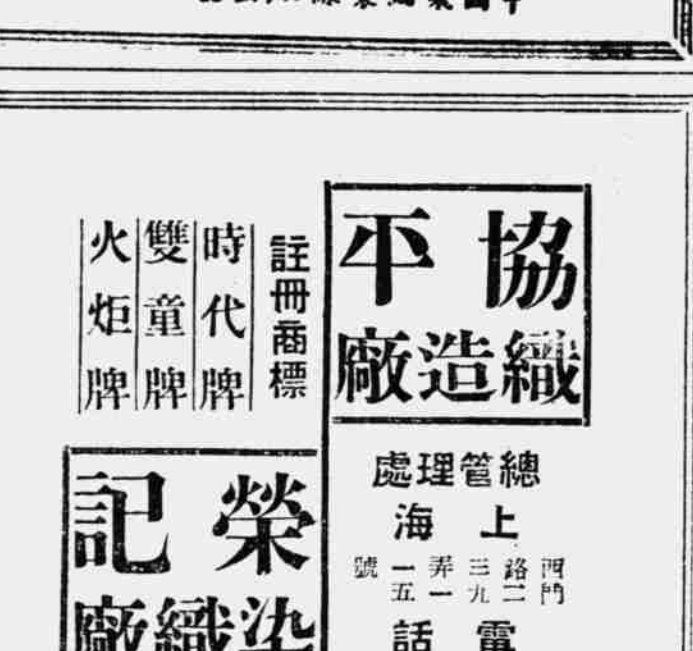 協平
織造廠
註冊商標
時代牌
雙童牌
火炬牌
總管理處
上海
西門路二三九弄一一五號
電話
榮記
染織廠